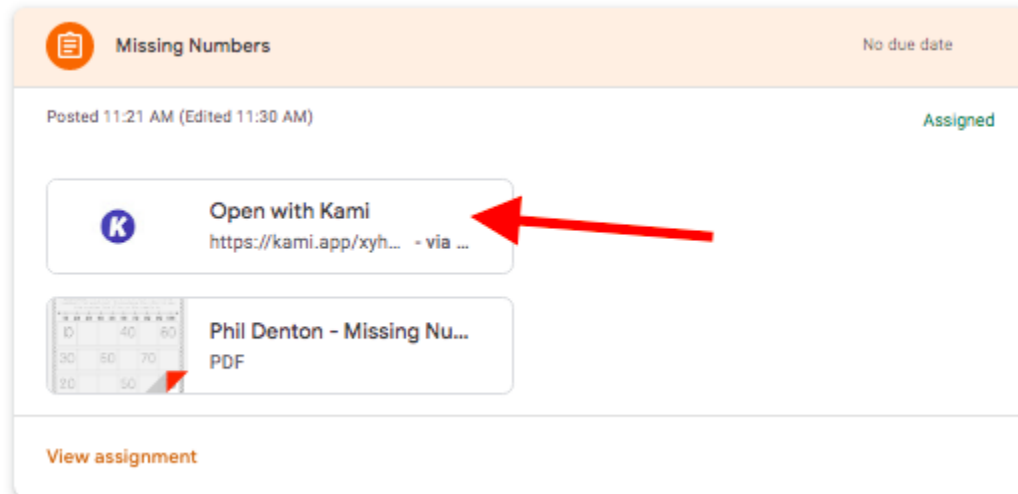 Missing Numbers
No due date
Posted 11:21 AM (Edited 11:30 AM)
Assigned
K
Open with Kami
https://kami.app/xyh... - via ...
10 40 60
30 50 70
20 50
Phil Denton - Missing Nu...
PDF
View assignment